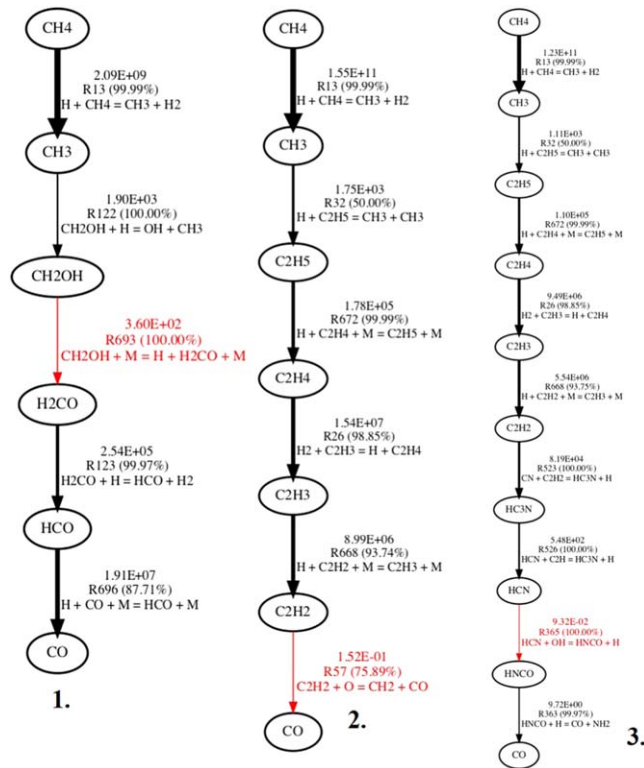 CH4
2.09E+09
R13 (99.99%)
H + CH4 = CH3 + H2
CH3
1.90E+03
R122 (100.00%)
CH2OH + H = OH + CH3
CH2OH
3.60E+02
R693 (100.00%)
CH2OH + M = H + H2CO + M
H2CO
2.54E+05
R123 (99.97%)
H2CO + H = HCO + H2
HCO
1.91E+07
R696 (87.71%)
H + CO + M = HCO + M
CO
1.
CH4
1.55E+11
R13 (99.99%)
H + CH4 = CH3 + H2
CH3
1.75E+03
R32 (50.00%)
H + C2H5 = CH3 + CH3
C2H5
1.78E+05
R672 (99.99%)
H + C2H4 + M = C2H5 + M
C2H4
1.54E+07
R26 (98.85%)
H2 + C2H3 = H + C2H4
C2H3
8.99E+06
R668 (93.74%)
H + C2H2 + M = C2H3 + M
C2H2
1.52E-01
R57 (75.89%)
C2H2 + O = CH2 + CO
CO
2.
CH4
1.23E+11
R13 (99.99%)
H + CH4 = CH3 + H2
CH3
1.11E+03
R32 (50.00%)
H + C2H5 = CH3 + CH3
C2H5
1.10E+05
R672 (99.99%)
H + C2H4 + M = C2H5 + M
C2H4
9.49E+06
R26 (98.85%)
H2 + C2H3 = H + C2H4
C2H3
5.54E+06
R668 (93.75%)
H + C2H2 + M = C2H3 + M
C2H2
8.19E+04
R523 (100.00%)
CN + C2H2 = HC3N + H
HC3N
5.48E+02
R526 (100.00%)
HCN + C2H = HC3N + H
HCN
9.32E-02
R365 (100.00%)
HCN + OH = HNCO + H
HNCO
9.72E+00
R363 (99.97%)
HNCO + H = CO + NH2
CO
3.